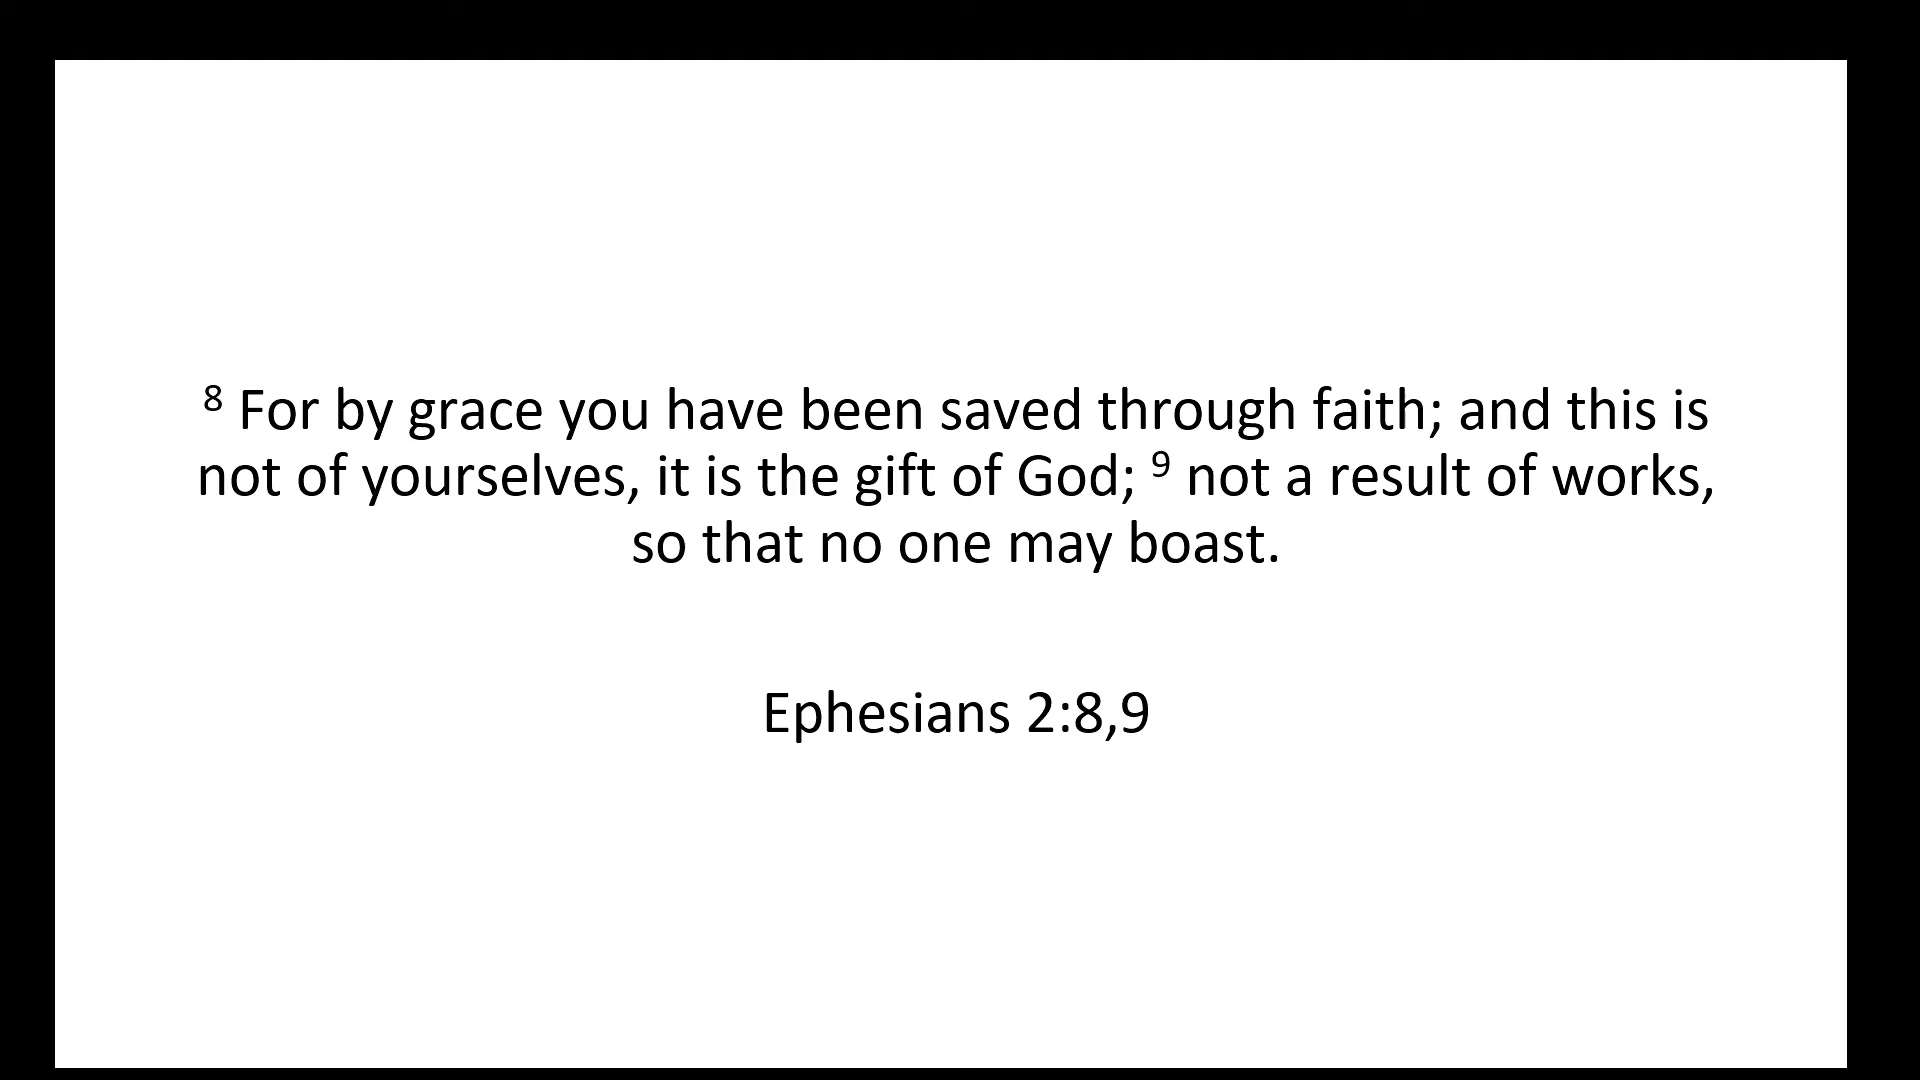 ⁸ For by grace you have been saved through faith; and this is
not of yourselves, it is the gift of God; ⁹ not a result of works,
so that no one may boast.
Ephesians 2:8,9